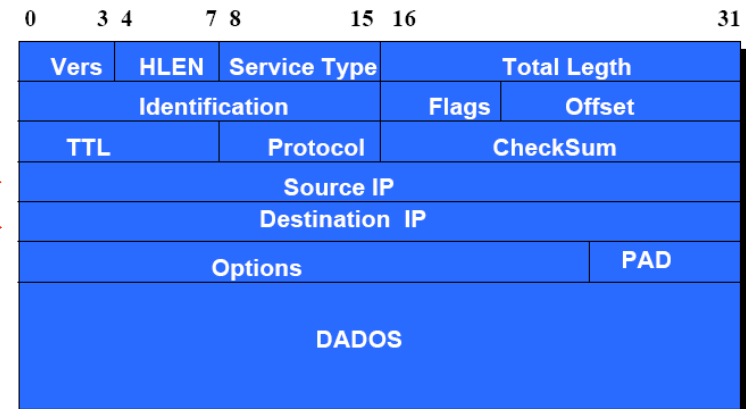 0 3 4 7 8 15 16 31
Vers HLEN Service Type Total Legth
Identification Flags Offset
TTL Protocol CheckSum
Source IP
Destination IP
Options PAD
DADOS